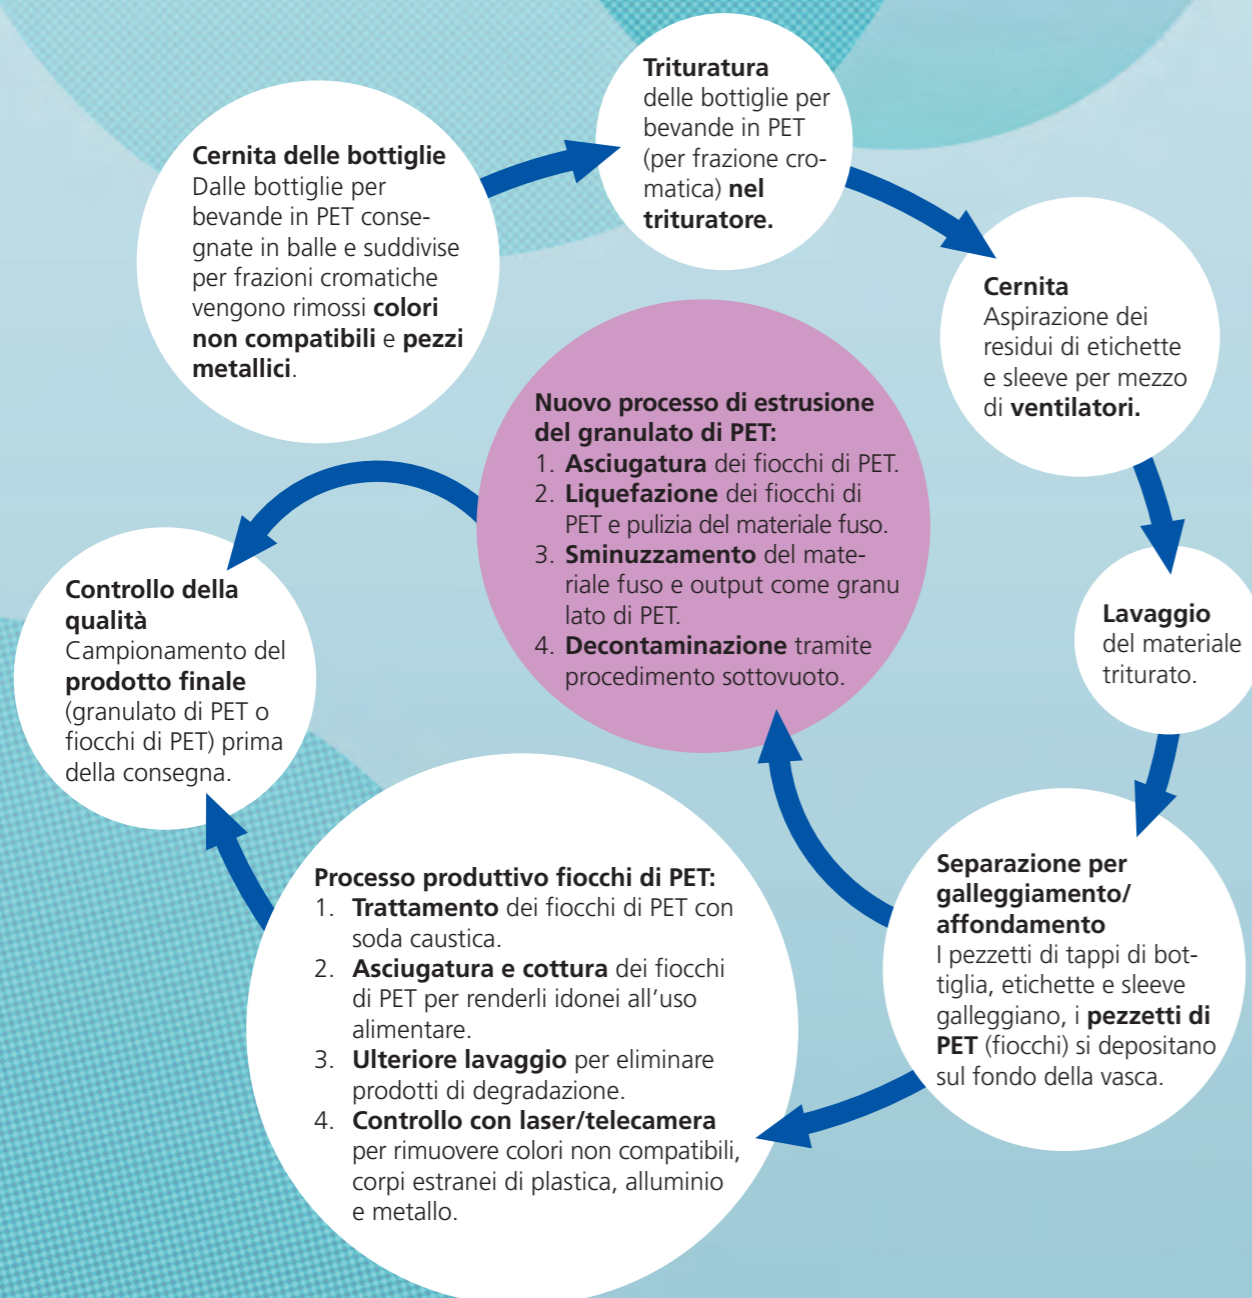 Cernita delle bottiglie
Dalle bottiglie per
bevande in PET conse-
gnate in balle e suddivise
per frazioni cromatiche
vengono rimossi colori
non compatibili e pezzi
metallici.
Trituratura
delle bottiglie per
bevande in PET
(per frazione cro-
matica) nel
trituratore.
Cernita
Aspirazione dei
residui di etichette
e sleeve per mezzo
di ventilatori.
Lavaggio
del materiale
triturato.
Separazione per
galleggiamento/
affondamento
I pezzetti di tappi di bot-
tiglia, etichette e sleeve
galleggiano, i pezzetti di
PET (fiocchi) si depositano
sul fondo della vasca.
Nuovo processo di estrusione
del granulato di PET:
1. Asciugatura dei fiocchi di PET.
2. Liquefazione dei fiocchi di
PET e pulizia del materiale fuso.
3. Sminuzzamento del mate-
riale fuso e output come granu
lato di PET.
4. Decontaminazione tramite
procedimento sottovuoto.
Processo produttivo fiocchi di PET:
1. Trattamento dei fiocchi di PET con
soda caustica.
2. Asciugatura e cottura dei fiocchi
di PET per renderli idonei all’uso
alimentare.
3. Ulteriore lavaggio per eliminare
prodotti di degradazione.
4. Controllo con laser/telecamera
per rimuovere colori non compatibili,
corpi estranei di plastica, alluminio
e metallo.
Controllo della
qualità
Campionamento del
prodotto finale
(granulato di PET o
fiocchi di PET) prima
della consegna.